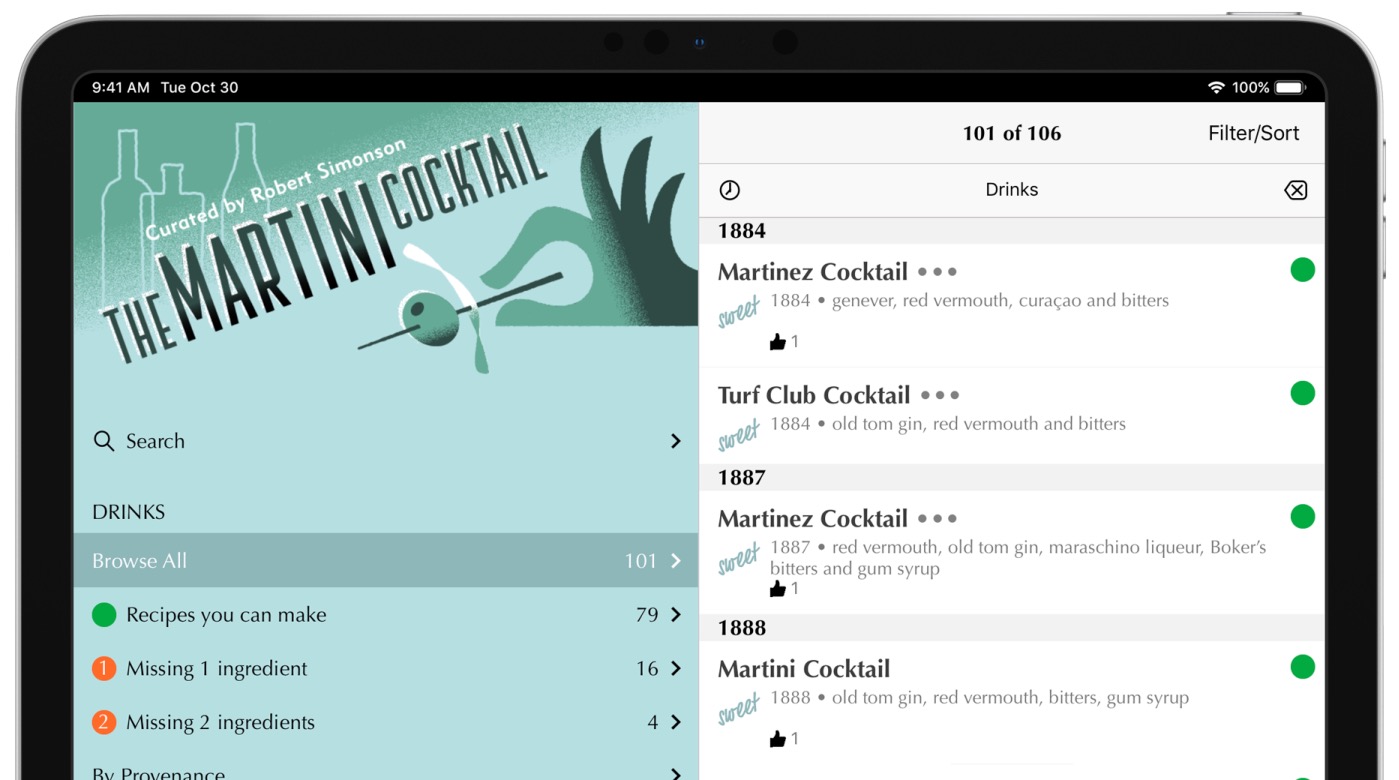 9:41 AM Tue Oct 30
100%
Curated by Robert Simonson
THE MARTINI COCKTAIL
Search
DRINKS
Browse All 101
Recipes you can make 79
1 Missing 1 ingredient 16
2 Missing 2 ingredients 4
By Provenance
101 of 106
Filter/Sort
Drinks
1884
Martinez Cocktail •••
sweet 1884 • genever, red vermouth, curaçao and bitters
1
Turf Club Cocktail •••
sweet 1884 • old tom gin, red vermouth and bitters
1887
Martinez Cocktail •••
sweet 1887 • red vermouth, old tom gin, maraschino liqueur, Boker’s
bitters and gum syrup
1
1888
Martini Cocktail
sweet 1888 • old tom gin, red vermouth, bitters, gum syrup
1